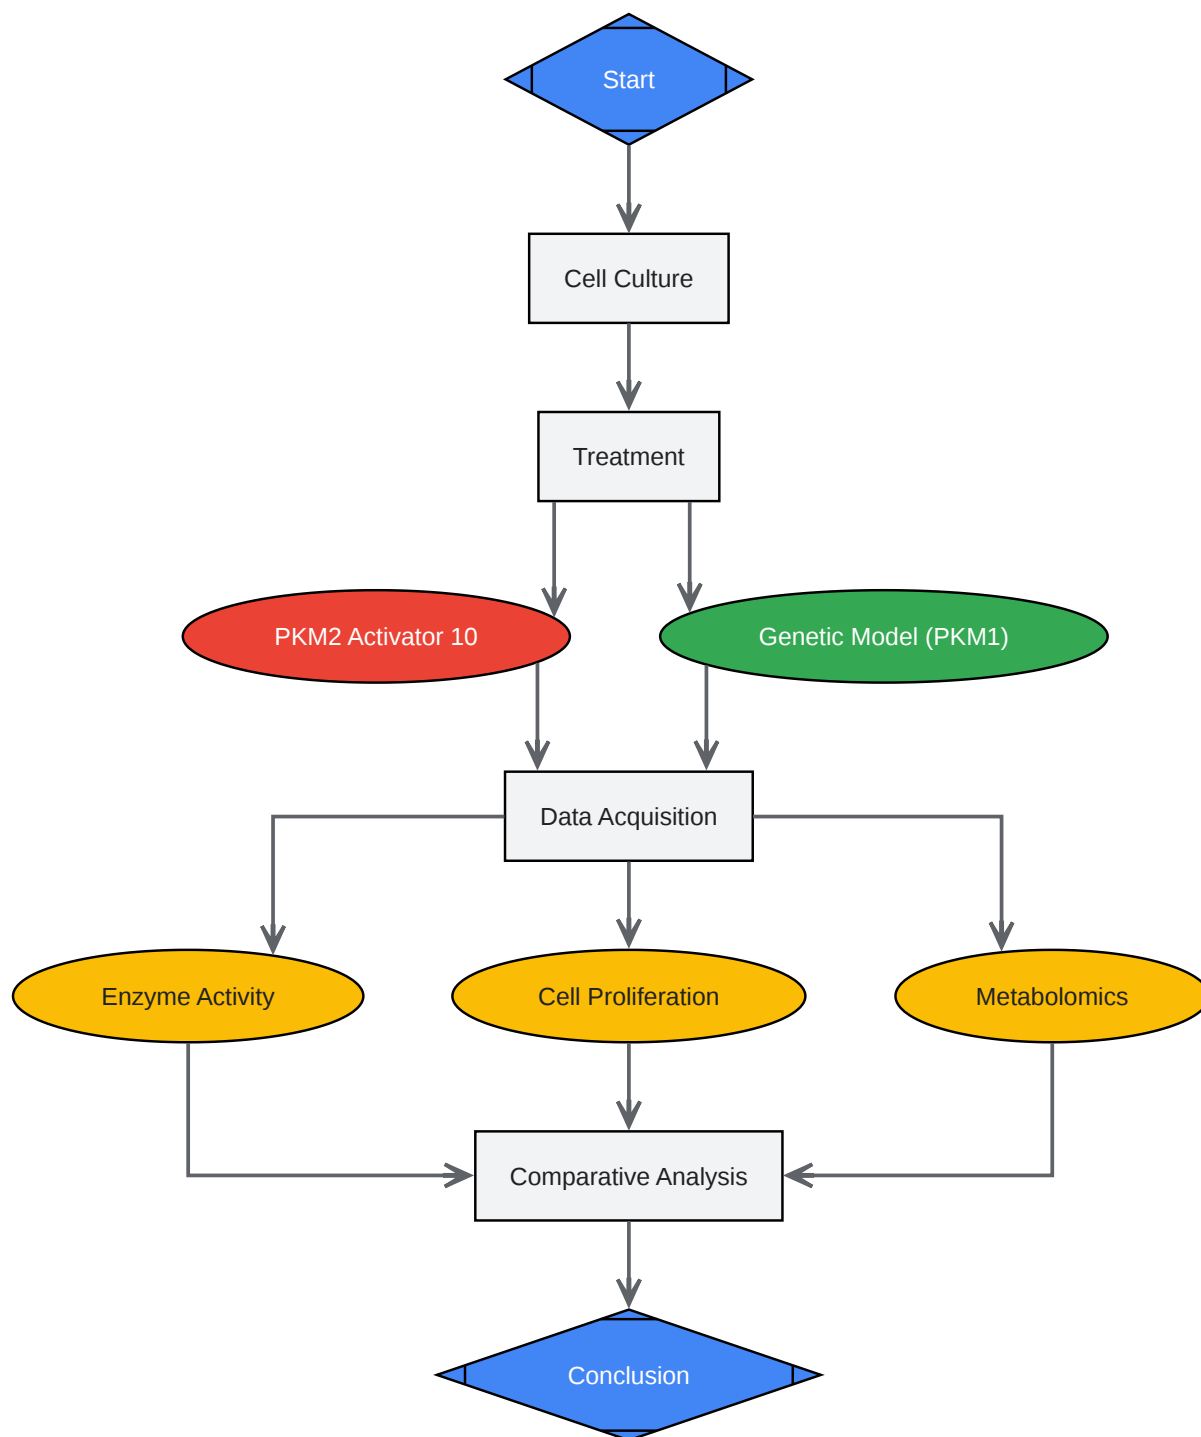 Start
Cell Culture
Treatment
PKM2 Activator 10
Genetic Model (PKM1)
Data Acquisition
Enzyme Activity
Cell Proliferation
Metabolomics
Comparative Analysis
Conclusion